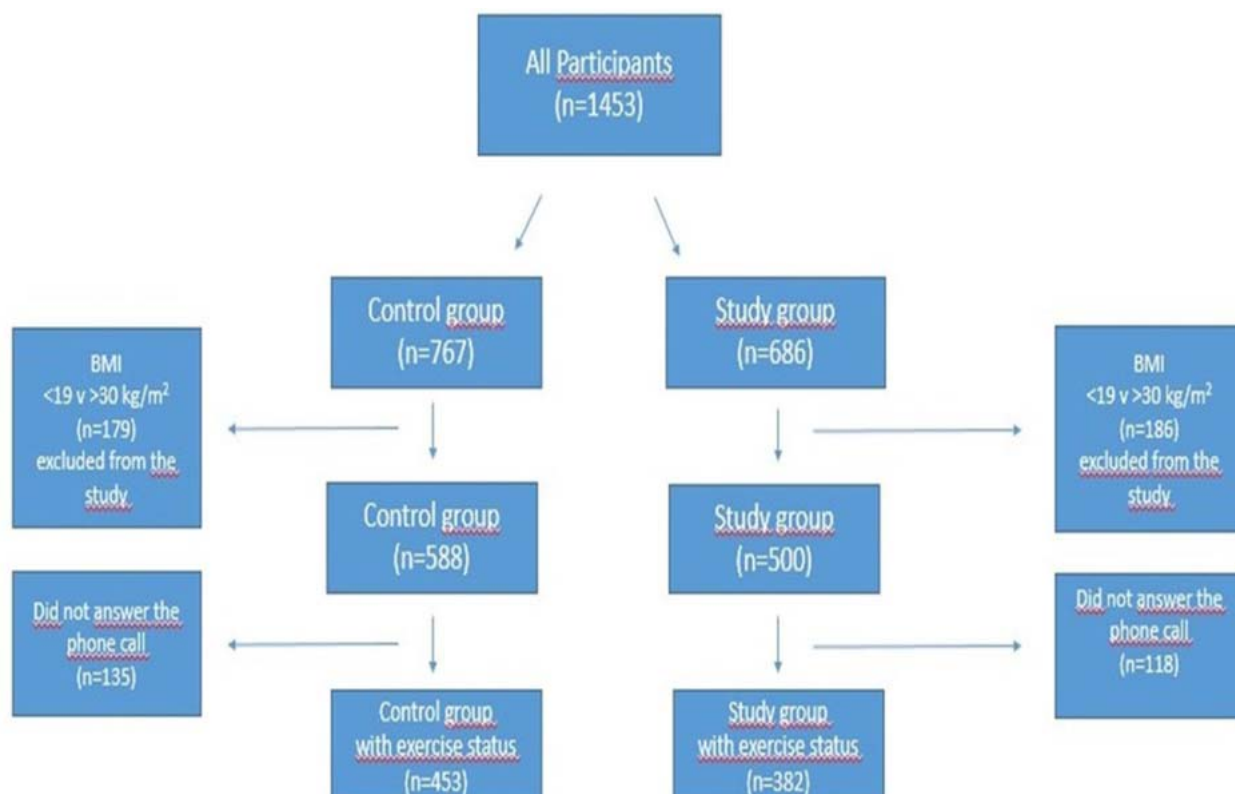 All Participants
(n=1453)
Control group
(n=767)
Study group
(n=686)
BMI
<19 v >30 kg/m²
(n=179)
excluded from the
study
BMI
<19 v >30 kg/m²
(n=186)
excluded from the
study
Control group
(n=588)
Study group
(n=500)
Did not answer the
phone call
(n=135)
Did not answer the
phone call
(n=118)
Control group
with exercise status
(n=453)
Study group
with exercise status
(n=382)